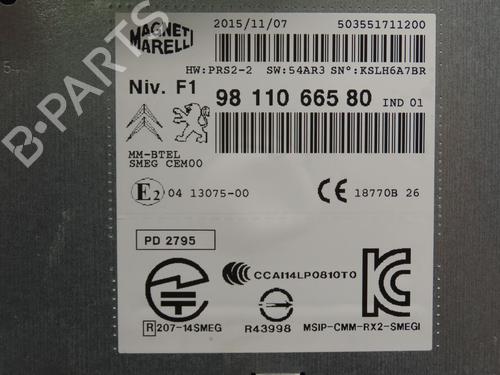 MAGNETI MARELLI
2015/11/07 503551711200
HW:PRS2-2 SW:54AR3 SN°:KSLH6A7BR
Niv. F1
98 110 665 80 IND 01
MM-BTEL
SMEG CEM00
E2 04 13075-00
CE 18770B 26
PD 2795
CCAI14LP0810T0
R 207-14SMEG
R43998
MSIP-CMM-RX2-SMEGI
B-PARTS